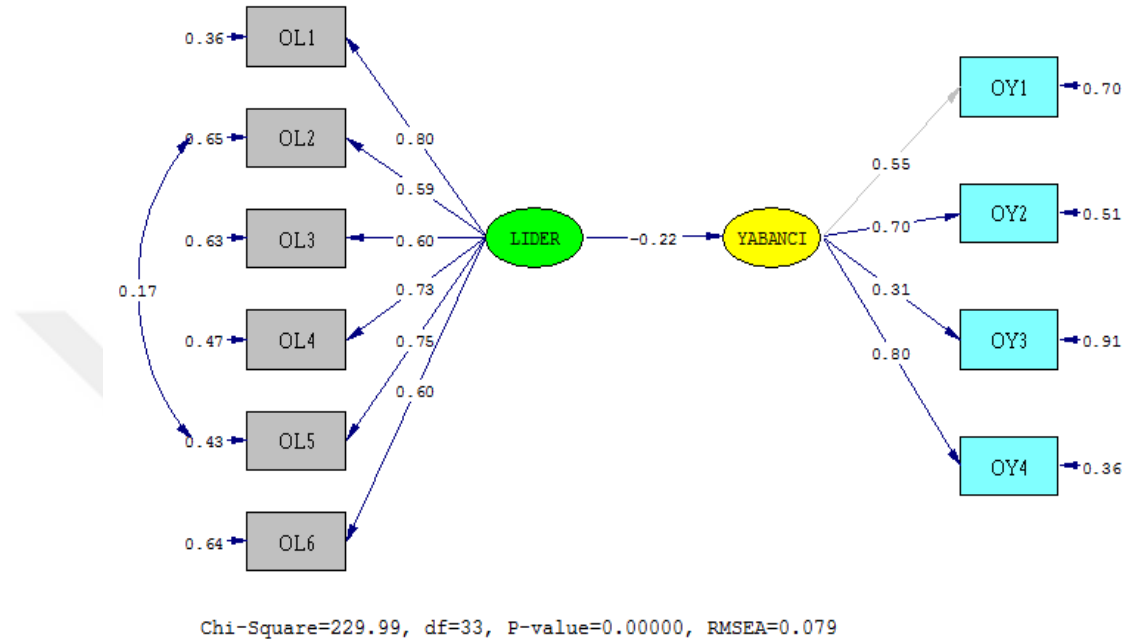 0.36 OL1
0.65 OL2
0.63 OL3
0.47 OL4
0.43 OL5
0.64 OL6
0.17
0.80
0.59
0.60
0.73
0.75
0.60
LIDER
-0.22
YABANCI
0.55
0.70
0.31
0.80
OY1 0.70
OY2 0.51
OY3 0.91
OY4 0.36
Chi-Square=229.99, df=33, P-value=0.00000, RMSEA=0.079